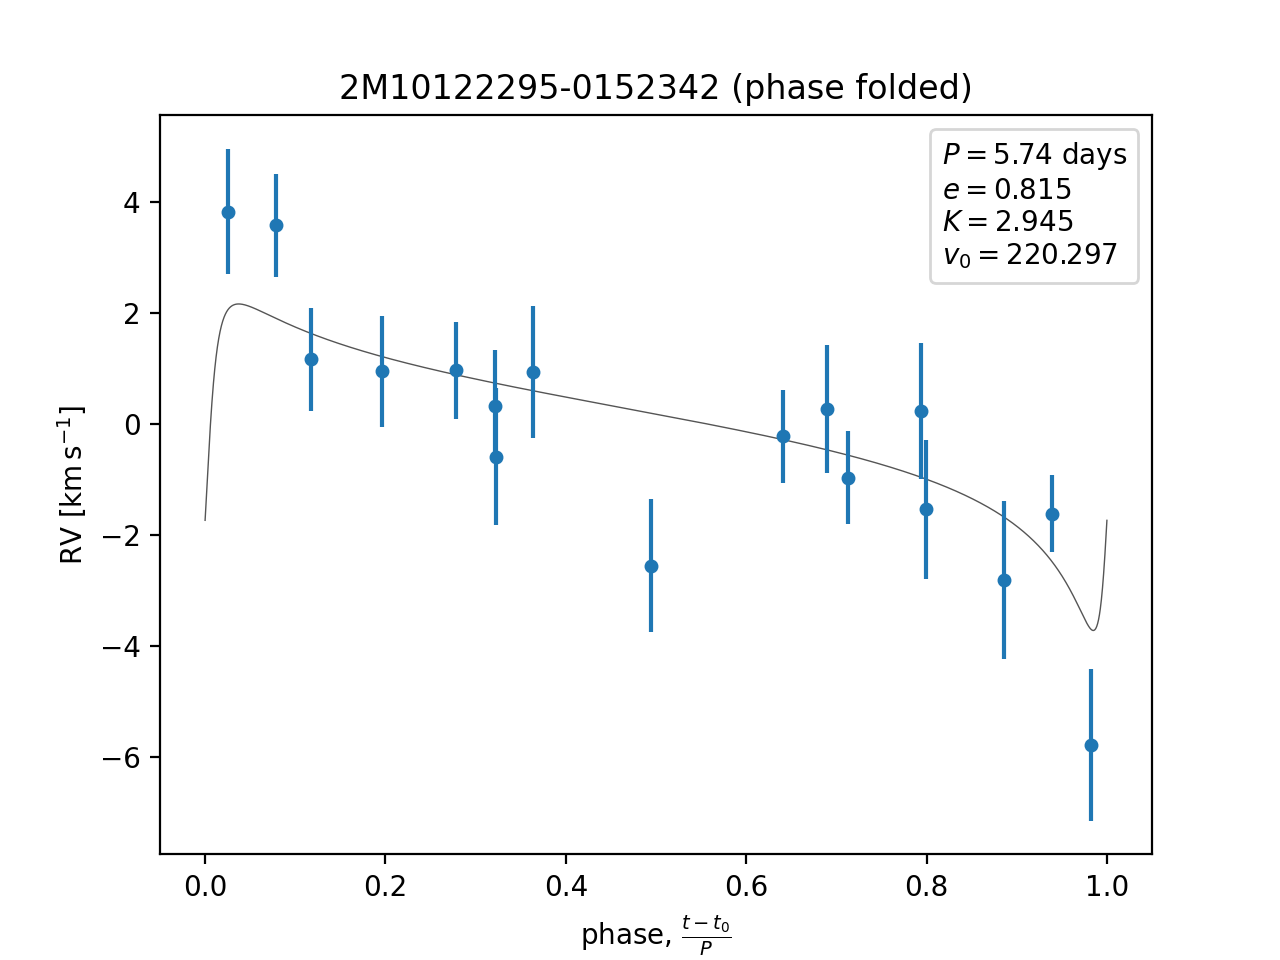 2M10122295-0152342 (phase folded)
P = 5.74 days
e = 0.815
K = 2.945
v₀ = 220.297
RV [km s⁻¹]
4
2
0
−2
−4
−6
0.0 0.2 0.4 0.6 0.8 1.0
phase, (t − t₀)/P